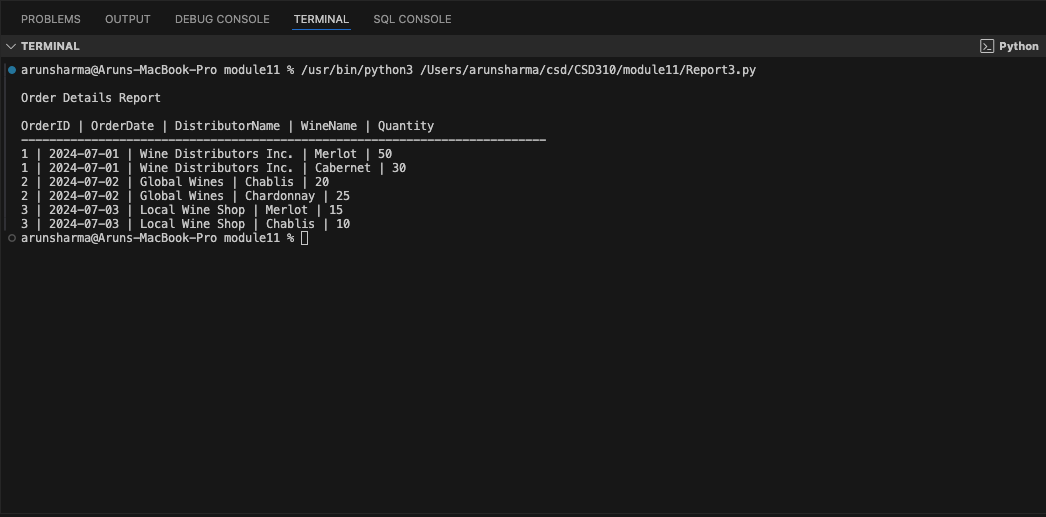 PROBLEMS OUTPUT DEBUG CONSOLE TERMINAL SQL CONSOLE
TERMINAL Python
arunsharma@Aruns-MacBook-Pro module11 % /usr/bin/python3 /Users/arunsharma/csd/CSD310/module11/Report3.py
Order Details Report
OrderID | OrderDate | DistributorName | WineName | Quantity
---------------------------------------------------------------------------
1 | 2024-07-01 | Wine Distributors Inc. | Merlot | 50
1 | 2024-07-01 | Wine Distributors Inc. | Cabernet | 30
2 | 2024-07-02 | Global Wines | Chablis | 20
2 | 2024-07-02 | Global Wines | Chardonnay | 25
3 | 2024-07-03 | Local Wine Shop | Merlot | 15
3 | 2024-07-03 | Local Wine Shop | Chablis | 10
arunsharma@Aruns-MacBook-Pro module11 %